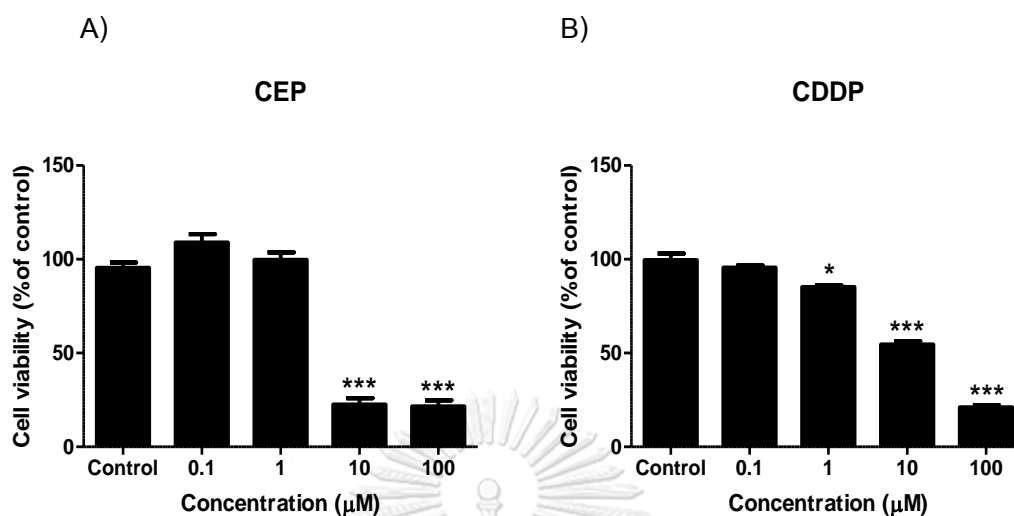 A)
CEP
Cell viability (%of control)
150
100
50
0
***
***
Control 0.1 1 10 100
Concentration (μM)
B)
CDDP
Cell viability (%of control)
150
100
50
0
*
***
***
Control 0.1 1 10 100
Concentration (μM)